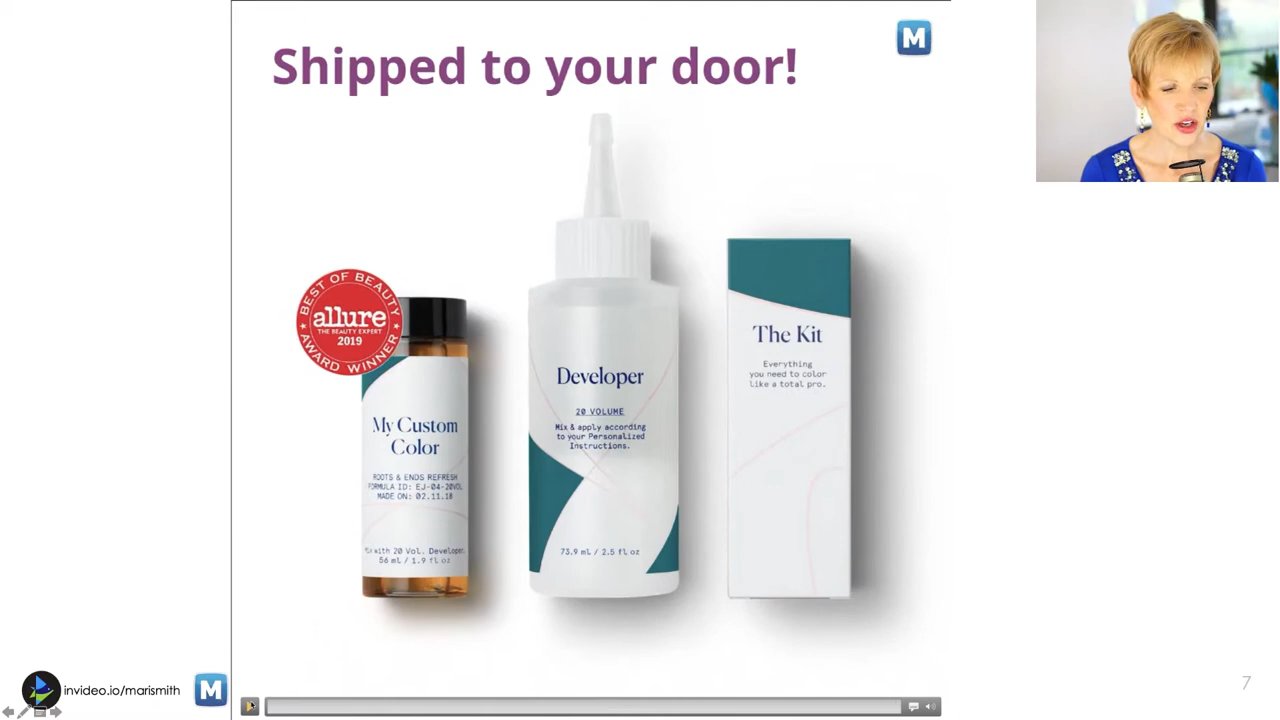 Shipped to your door!
M
BEST OF BEAUTY
allure
THE BEAUTY EXPERT
2019
AWARD WINNER
My Custom
Color
ROOTS & ENDS REFRESH
FORMULA ID: EJ-04-20VOL
MADE ON: 02.11.18
Mix with 20 Vol. Developer.
56 mL / 1.9 fl oz
Developer
20 VOLUME
Mix & apply according
to your Personalized
Instructions.
73.9 mL / 2.5 fl oz
The Kit
Everything
you need to color
like a total pro.
invideo.io/marismith
M
7